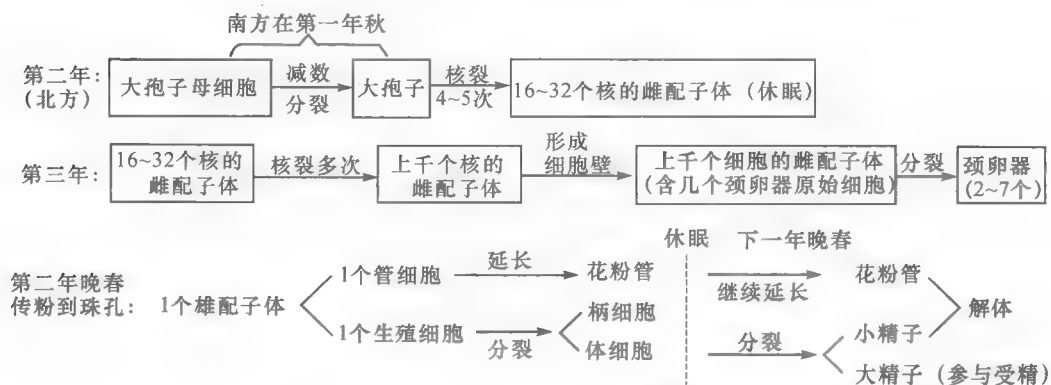 南方在第一年秋
第二年:
(北方)
大孢子母细胞
减数
分裂
大孢子
核裂
4~5次
16~32个核的雌配子体(休眠)
第三年:
16~32个核的
雌配子体
核裂多次
上千个核的
雌配子体
形成
细胞壁
上千个细胞的雌配子体
(含几个颈卵器原始细胞)
分裂
颈卵器
(2~7个)
第二年晚春
传粉到珠孔:
1个雄配子体
1个管细胞
延长
花粉管
1个生殖细胞
分裂
柄细胞
体细胞
休眠
下一年晚春
继续延长
花粉管
分裂
小精子
解体
大精子(参与受精)